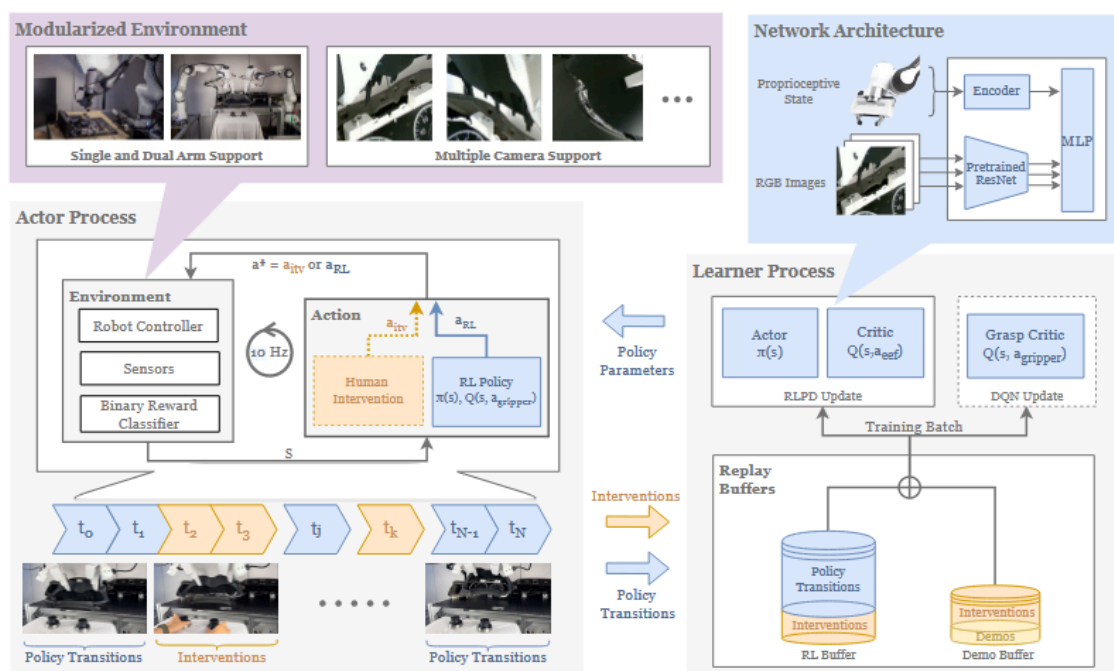 Modularized Environment
Single and Dual Arm Support
Multiple Camera Support
Network Architecture
Proprioceptive
State
Encoder
MLP
RGB Images
Pretrained
ResNet
Actor Process
a* = a_itv or a_RL
Environment
Robot Controller
Sensors
Binary Reward
Classifier
10 Hz
Action
a_itv
a_RL
Human
Intervention
RL Policy
π(s), Q(s, a_gripper)
S
t_0
t_1
t_2
t_3
t_j
t_k
t_N-1
t_N
Policy Transitions
Interventions
Policy Transitions
Policy
Parameters
Interventions
Policy
Transitions
Learner Process
Actor
π(s)
Critic
Q(s,a_eef)
RLPD Update
Grasp Critic
Q(s, a_gripper)
DQN Update
Training Batch
Replay
Buffers
Policy
Transitions
Interventions
RL Buffer
Interventions
Demos
Demo Buffer